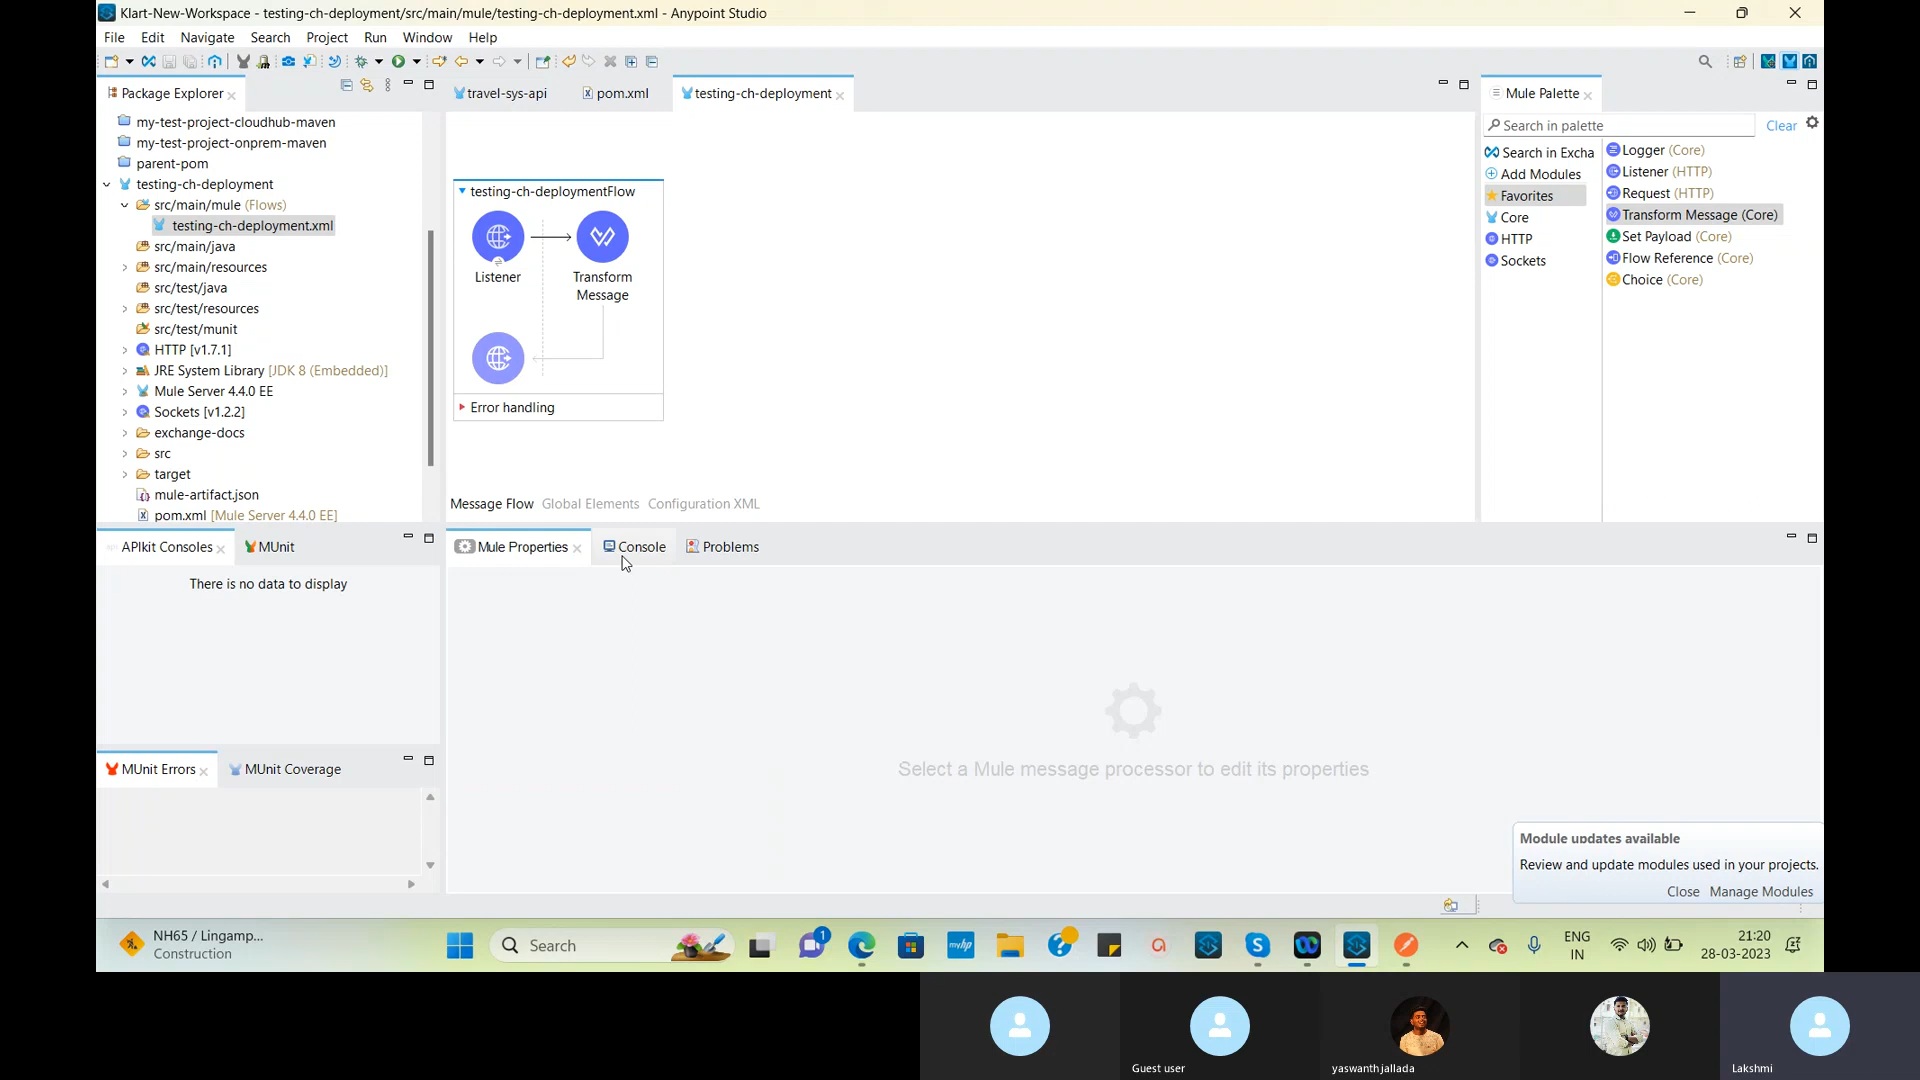 Klart-New-Workspace - testing-ch-deployment/src/main/mule/testing-ch-deployment.xml - Anypoint Studio
File Edit Navigate Search Project Run Window Help
Package Explorer
my-test-project-cloudhub-maven
my-test-project-onprem-maven
parent-pom
testing-ch-deployment
src/main/mule (Flows)
testing-ch-deployment.xml
src/main/java
src/main/resources
src/test/java
src/test/resources
src/test/munit
HTTP [v1.7.1]
JRE System Library [JDK 8 (Embedded)]
Mule Server 4.4.0 EE
Sockets [v1.2.2]
exchange-docs
src
target
mule-artifact.json
pom.xml [Mule Server 4.4.0 EE]
travel-sys-api pom.xml testing-ch-deployment
testing-ch-deploymentFlow
Listener
Transform
Message
Error handling
Message Flow Global Elements Configuration XML
Mule Palette
Search in palette Clear
Search in Excha
Add Modules
Favorites
Core
HTTP
Sockets
Logger (Core)
Listener (HTTP)
Request (HTTP)
Transform Message (Core)
Set Payload (Core)
Flow Reference (Core)
Choice (Core)
APIkit Consoles MUnit
There is no data to display
MUnit Errors MUnit Coverage
Mule Properties Console Problems
Select a Mule message processor to edit its properties
Module updates available
Review and update modules used in your projects.
Close Manage Modules
NH65 / Lingamp...
Construction
Search
1
myhp
ENG
IN
21:20
28-03-2023
Guest user
yaswanth jallada
Lakshmi